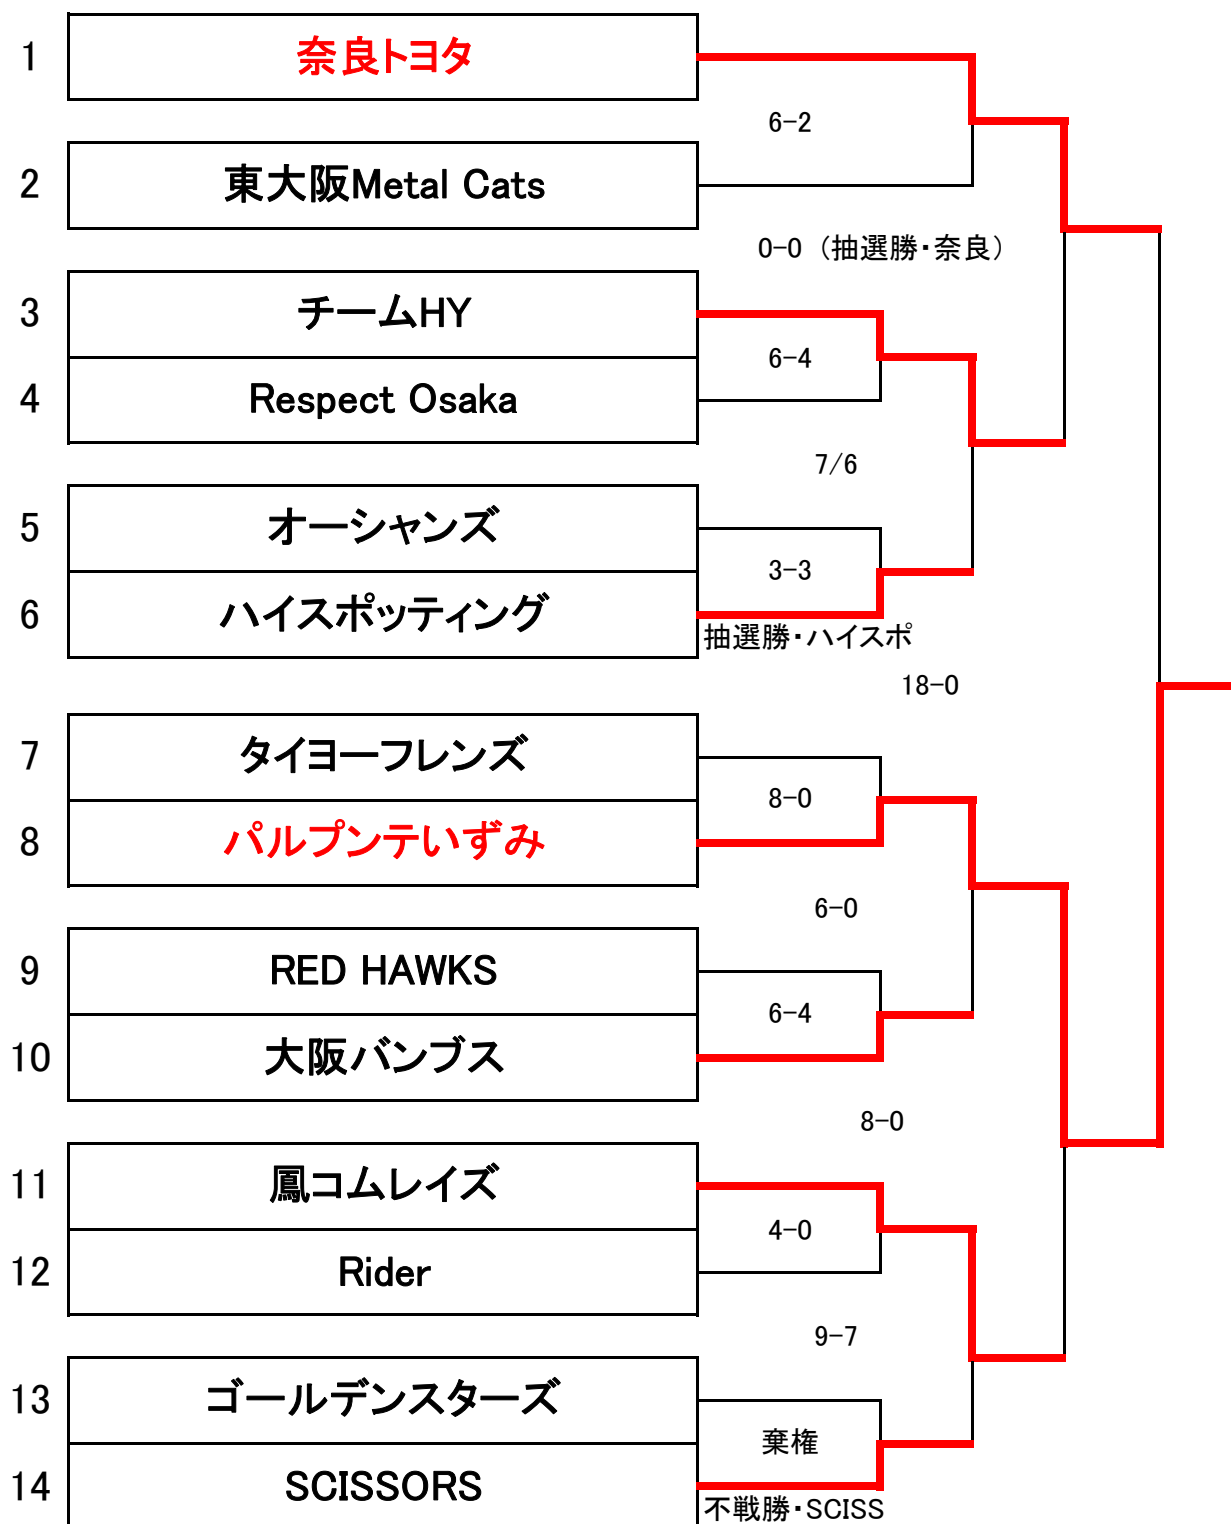 1 奈良トヨタ
6-2
2 東大阪Metal Cats
0-0（抽選勝・奈良）
3 チームHY
6-4
4 Respect Osaka
7/6
5 オーシャンズ
3-3
6 ハイスポッティング
抽選勝・ハイスポ
18-0
7 タイヨーフレンズ
8-0
8 パルプンテいずみ
6-0
9 RED HAWKS
6-4
10 大阪バンブス
8-0
11 鳳コムレイズ
4-0
12 Rider
9-7
13 ゴールデンスターズ
棄権
14 SCISSORS
不戦勝・SCISS